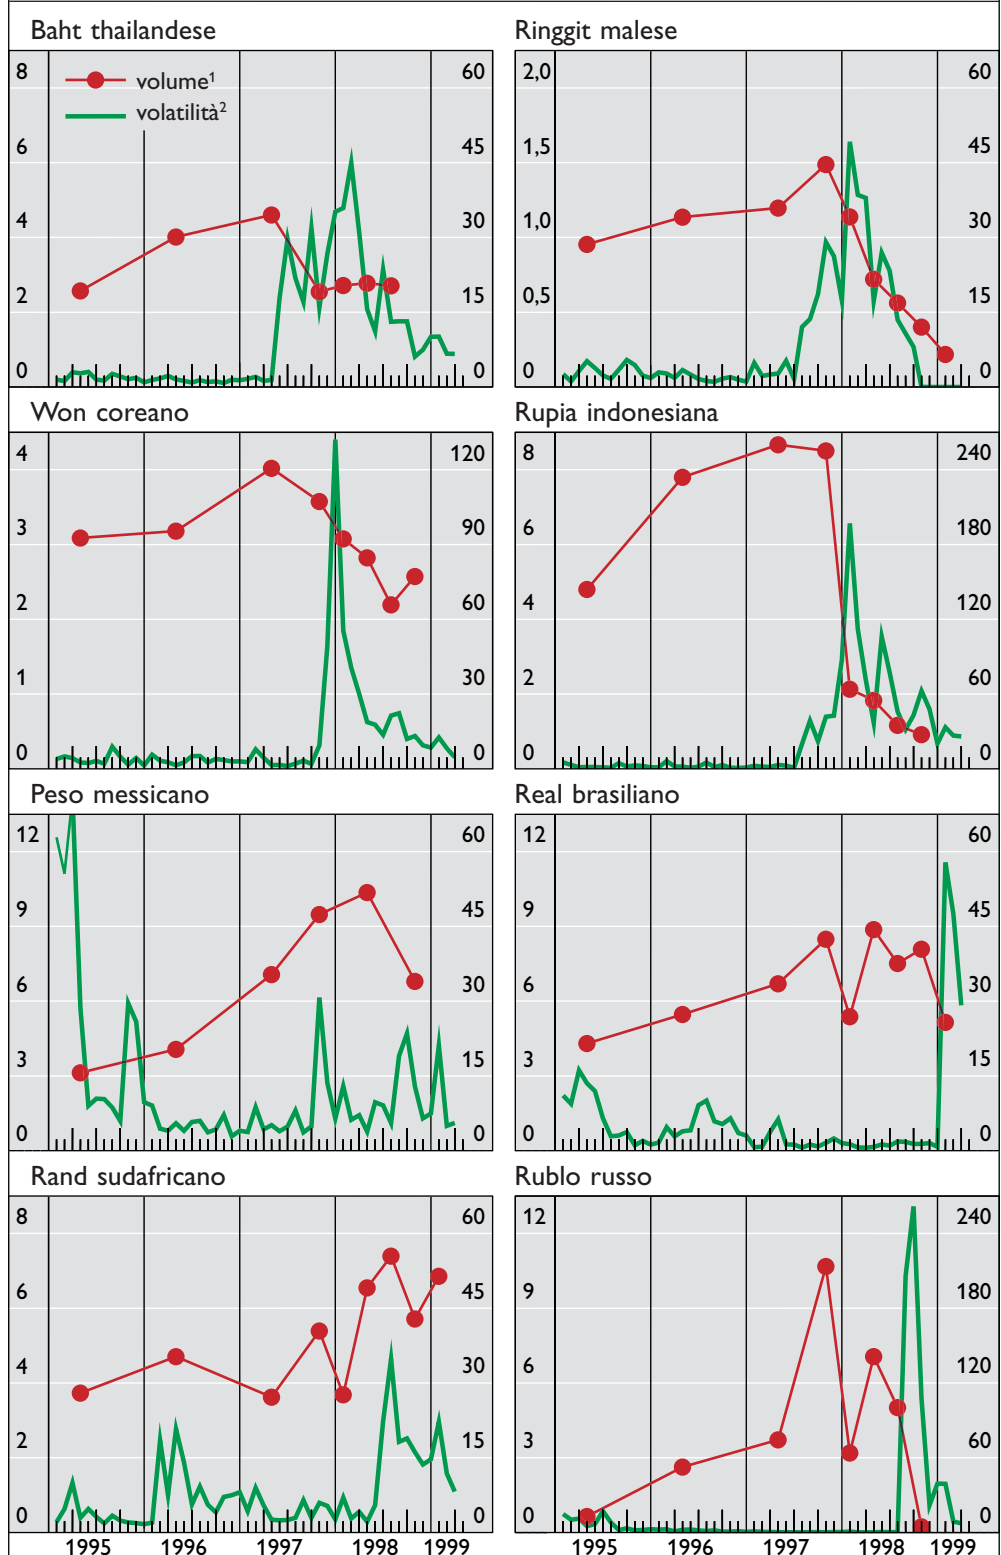 Baht thailandese
Ringgit malese
8 60 2,0 60
volume¹
volatilità²
6 45 1,5 45
4 30 1,0 30
2 15 0,5 15
0 0 0 0
Won coreano
Rupia indonesiana
4 120 8 240
3 90 6 180
2 60 4 120
1 30 2 60
0 0 0 0
Peso messicano
Real brasiliano
12 60 12 60
9 45 9 45
6 30 6 30
3 15 3 15
0 0 0 0
Rand sudafricano
Rublo russo
8 60 12 240
6 45 9 180
4 30 6 120
2 15 3 60
0 0 0 0
1995 1996 1997 1998 1999 1995 1996 1997 1998 1999